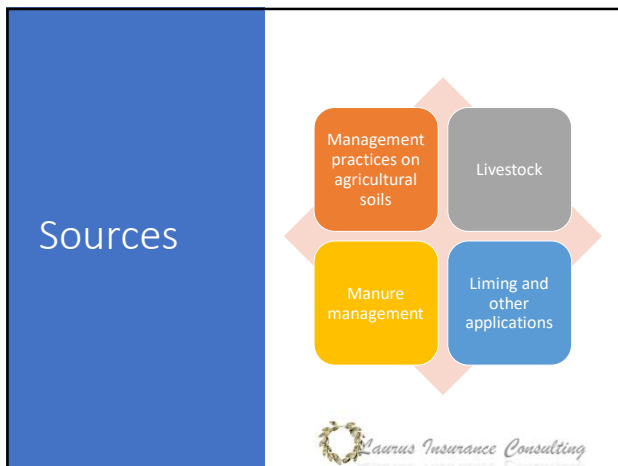 Sources
Management
practices on
agricultural
soils
Livestock
Manure
management
Liming and
other
applications
Laurus Insurance Consulting